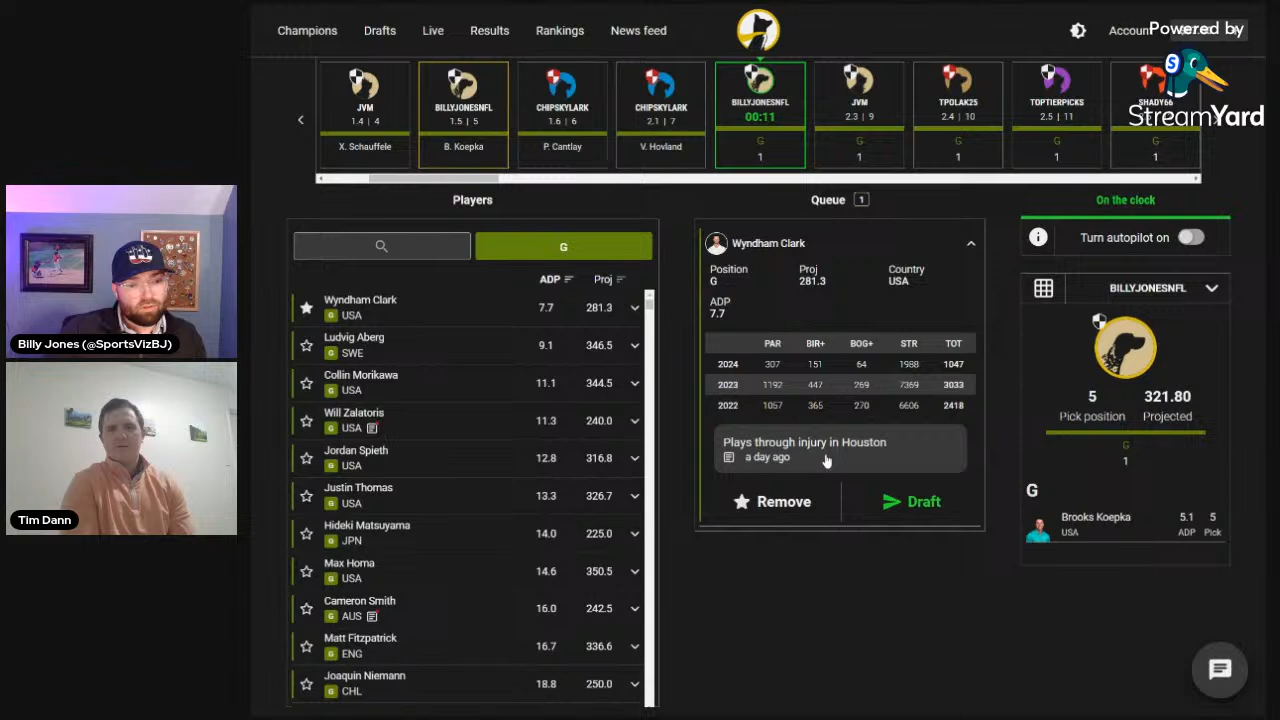 Champions Drafts Live Results Rankings News feed Account
Powered by
StreamYard
JVM BILLYJONESNFL CHIPSKYLARK CHIPSKYLARK BILLYJONESNFL JVM TPOLAK25 TOPTIERPICKS SHADY66
1.4 | 4 1.5 | 5 1.6 | 6 2.1 | 7 00:11 2.3 | 9 2.4 | 10 2.5 | 11
X. Schauffele B. Koepka P. Cantlay V. Hovland G G G G G
1 1 1 1 1
Players
G
ADP Proj
Wyndham Clark 7.7 281.3
G USA
Ludvig Aberg 9.1 346.5
G SWE
Collin Morikawa 11.1 344.5
G USA
Will Zalatoris 11.3 240.0
G USA
Jordan Spieth 12.8 316.8
G USA
Justin Thomas 13.3 326.7
G USA
Hideki Matsuyama 14.0 225.0
G JPN
Max Homa 14.6 350.5
G USA
Cameron Smith 16.0 242.5
G AUS
Matt Fitzpatrick 16.7 336.6
G ENG
Joaquin Niemann 18.8 250.0
G CHL
Queue 1
Wyndham Clark
Position Proj Country
G 281.3 USA
ADP
7.7
PAR BIR+ BOG+ STR TOT
2024 307 151 64 1988 1047
2023 1192 447 269 7369 3033
2022 1057 365 270 6606 2418
Plays through injury in Houston
a day ago
Remove Draft
On the clock
Turn autopilot on
BILLYJONESNFL
5 321.80
Pick position Projected
G
1
G
Brooks Koepka 5.1 5
USA ADP Pick
Billy Jones (@SportsVizBJ)
Tim Dann